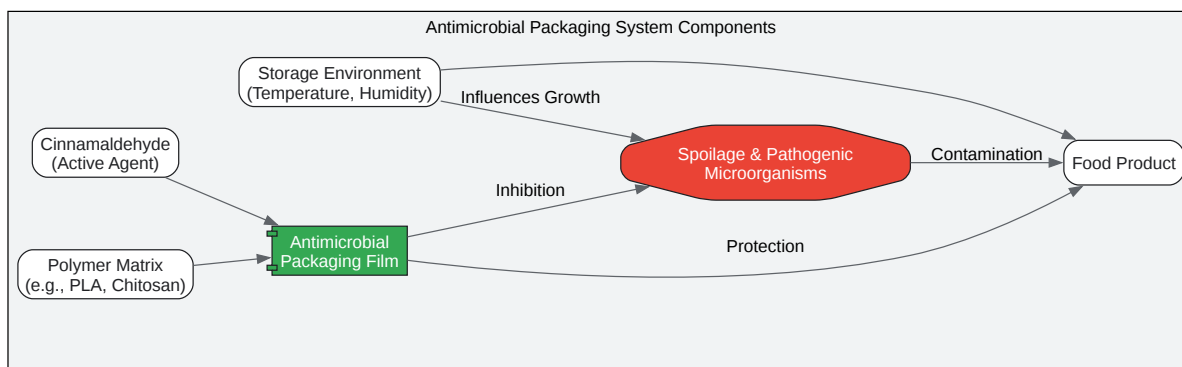 Antimicrobial Packaging System Components
Storage Environment
(Temperature, Humidity)
Influences Growth
Cinnamaldehyde
(Active Agent)
Spoilage & Pathogenic
Microorganisms
Contamination
Food Product
Inhibition
Antimicrobial
Packaging Film
Protection
Polymer Matrix
(e.g., PLA, Chitosan)